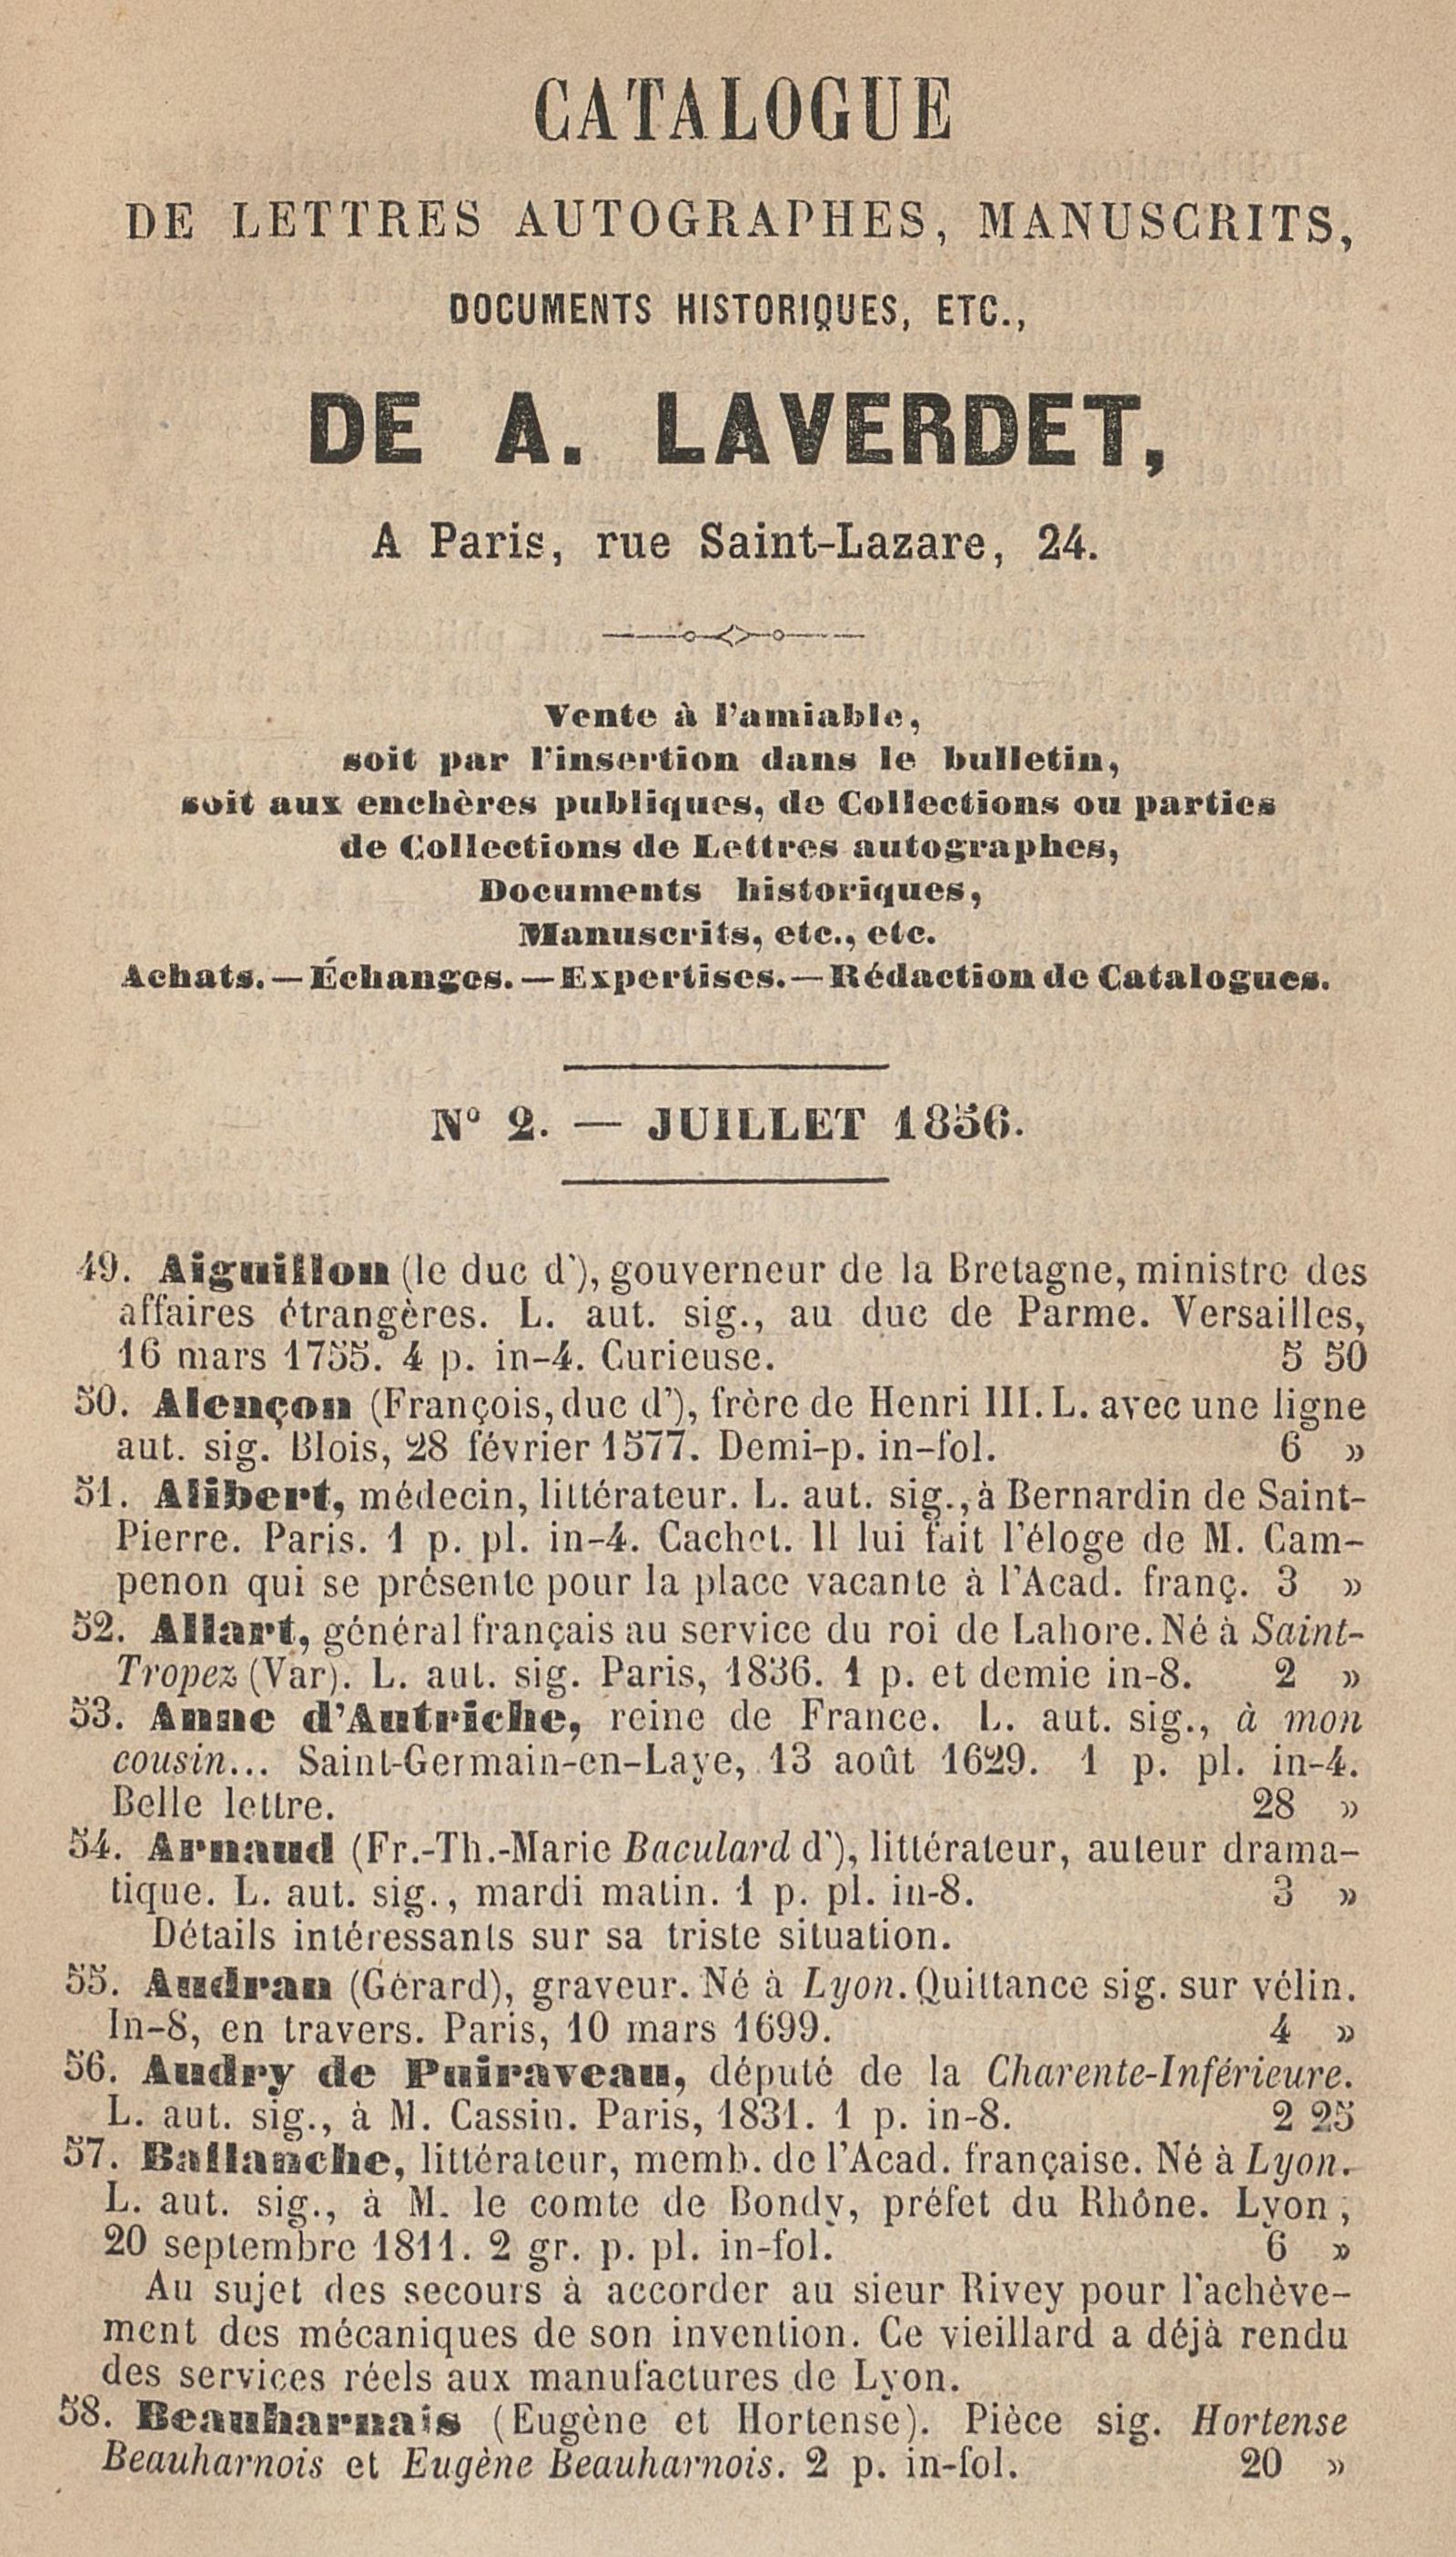 CATALOGUE
DE LETTRES AUTOGRAPHES, MANUSCRITS,
DOCUMENTS HISTORIQUES, ETC.,
DE A. LAVERDET,
A Paris, rue Saint-Lazare, 24.
Vente à l'amiable,
soit par l'insertion dans le bulletin,
soit aux enchères publiques, de Collections ou parties
de Collections de Lettres autographes,
Documents historiques,
Manuscrits, etc., etc.
Achats. — Échanges. — Expertises. — Rédaction de Catalogues.
N° 2. — JUILLET 1856.
49. Aiguillon (le duc d'), gouverneur de la Bretagne, ministre des
affaires étrangères. L. aut. sig., au duc de Parme. Versailles,
16 mars 1755. 4 p. in-4. Curieuse. 5 50
50. Alençon (François, duc d'), frère de Henri III. L. avec une ligne
aut. sig. Blois, 28 février 1577. Demi-p. in-fol. 6 »
51. Alibert, médecin, littérateur. L. aut. sig., à Bernardin de Saint-
Pierre. Paris. 1 p. pl. in-4. Cachet. Il lui fait l'éloge de M. Cam-
penon qui se présente pour la place vacante à l'Acad. franç. 3 »
52. Allart, général français au service du roi de Lahore. Né à Saint-
Tropez (Var). L. aut. sig. Paris, 1836. 1 p. et demie in-8. 2 »
53. Anne d'Autriche, reine de France. L. aut. sig., à mon
cousin... Saint-Germain-en-Laye, 13 août 1629. 1 p. pl. in-4.
Belle lettre. 28 »
54. Arnaud (Fr.-Th.-Marie Baculard d'), littérateur, auteur drama-
tique. L. aut. sig., mardi matin. 1 p. pl. in-8. 3 »
Détails intéressants sur sa triste situation.
55. Audran (Gérard), graveur. Né à Lyon. Quittance sig. sur vélin.
In-8, en travers. Paris, 10 mars 1699. 4 »
56. Audry de Puiraveau, député de la Charente-Inférieure.
L. aut. sig., à M. Cassin. Paris, 1831. 1 p. in-8. 2 25
57. Ballanche, littérateur, memb. de l'Acad. française. Né à Lyon.
L. aut. sig., à M. le comte de Bondy, préfet du Rhône. Lyon,
20 septembre 1811. 2 gr. p. pl. in-fol. 6 »
Au sujet des secours à accorder au sieur Rivey pour l'achève-
ment des mécaniques de son invention. Ce vieillard a déjà rendu
des services réels aux manufactures de Lyon.
58. Beauharnais (Eugène et Hortense). Pièce sig. Hortense
Beauharnois et Eugène Beauharnois. 2 p. in-fol. 20 »